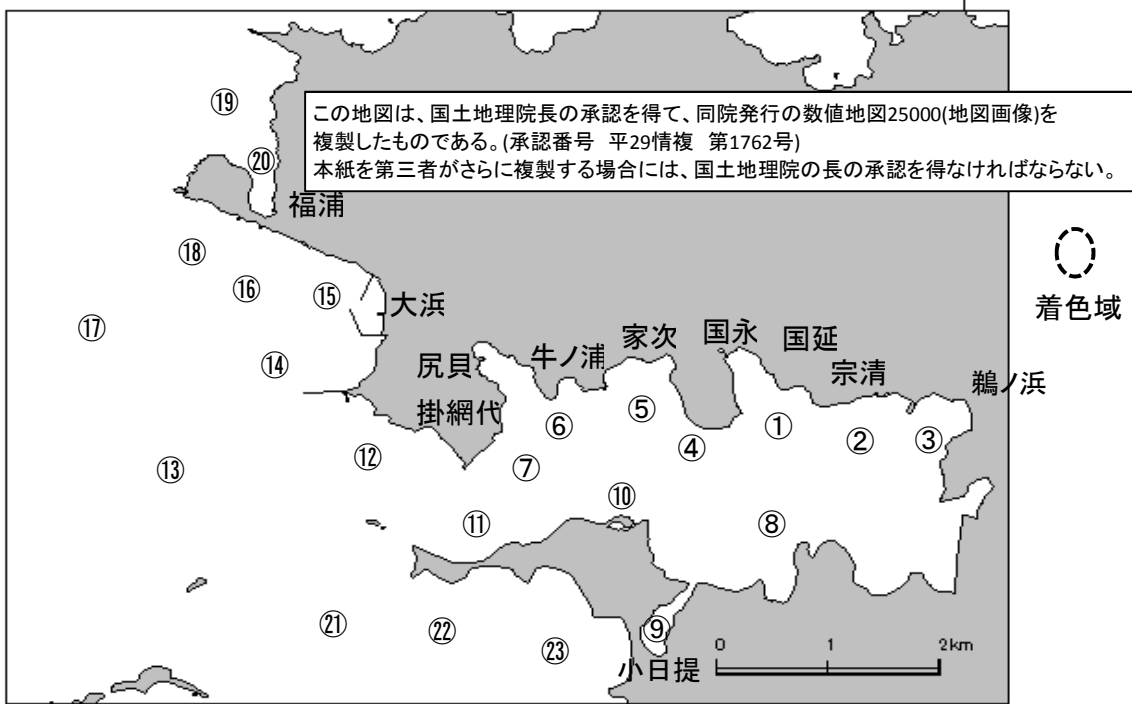 ⑲
この地図は、国土地理院長の承認を得て、同院発行の数値地図25000(地図画像)を
複製したものである。(承認番号 平29情複 第1762号)
本紙を第三者がさらに複製する場合には、国土地理院の長の承認を得なければならない。
⑳
福浦
⑱
⑯
⑮
大浜
⑰
着色域
⑭
尻貝
牛ノ浦
家次
国永
国延
宗清
鵜ノ浜
掛網代
⑥
⑤
④
①
②
③
⑫
⑦
⑬
⑩
⑪
⑧
㉑
㉒
㉓
⑨
小日提
0 1 2km